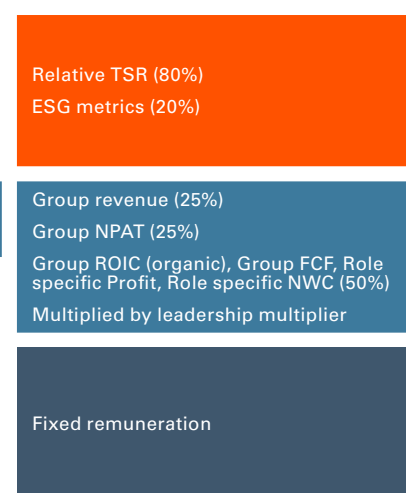 Relative TSR (80%)
ESG metrics (20%)
Group revenue (25%)
Group NPAT (25%)
Group ROIC (organic), Group FCF, Role
specific Profit, Role specific NWC (50%)
Multiplied by leadership multiplier
Fixed remuneration